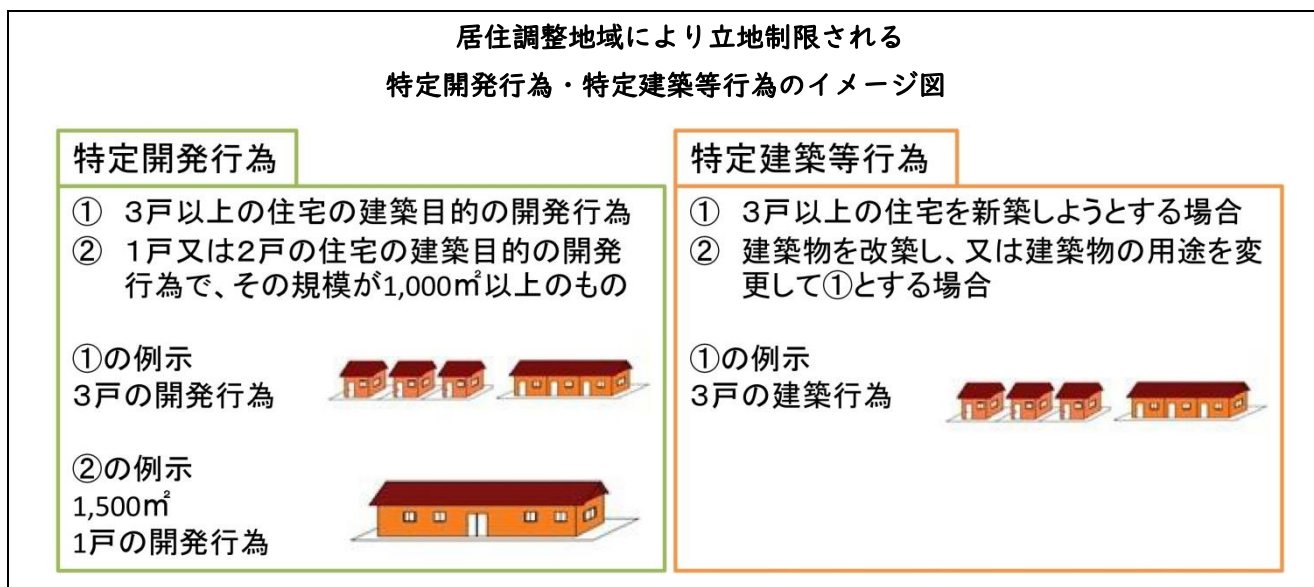 居住調整地域により立地制限される
特定開発行為・特定建築等行為のイメージ図
特定開発行為
① 3戸以上の住宅の建築目的の開発行為
② 1戸又は2戸の住宅の建築目的の開発
行為で、その規模が1,000㎡以上のもの
①の例示
3戸の開発行為
②の例示
1,500㎡
1戸の開発行為
特定建築等行為
① 3戸以上の住宅を新築しようとする場合
② 建築物を改築し、又は建築物の用途を変
更して①とする場合
①の例示
3戸の建築行為